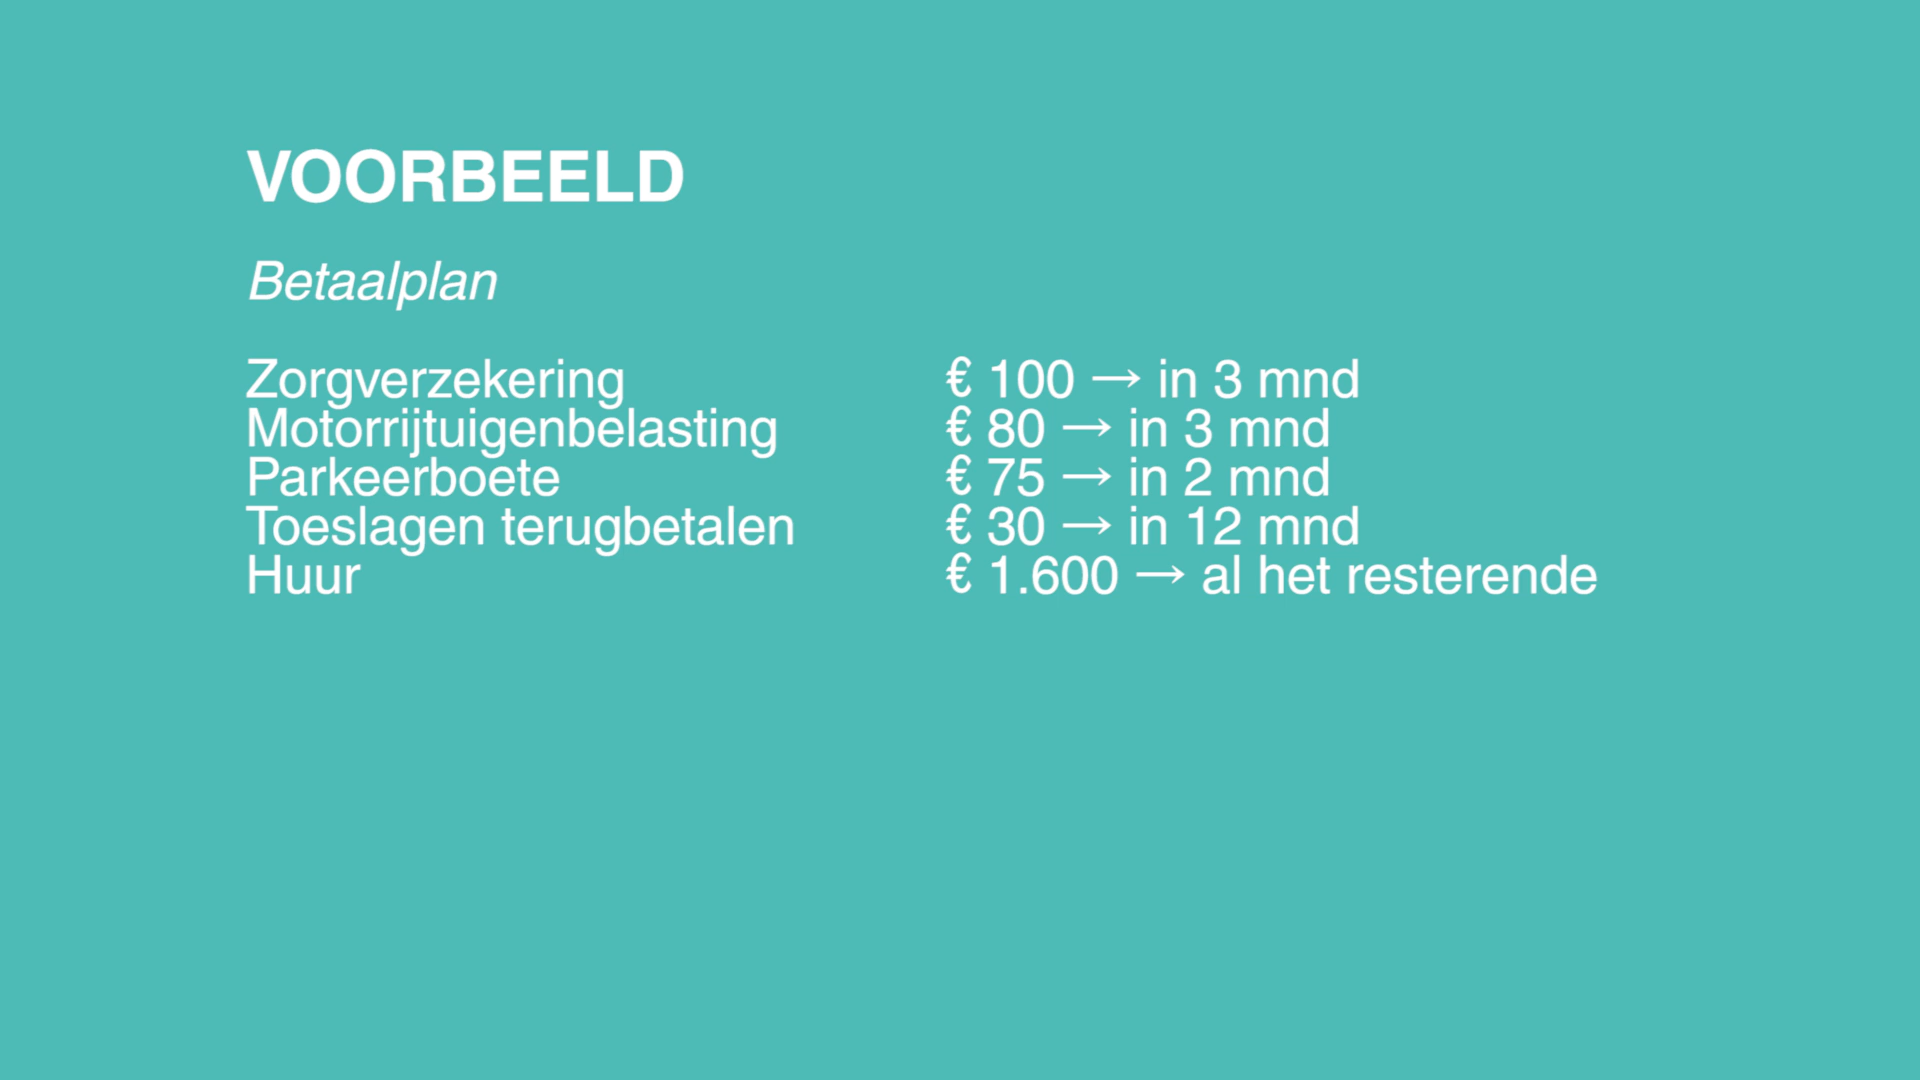 VOORBEELD
Betaalplan
Zorgverzekering € 100 → in 3 mnd
Motorrijtuigenbelasting € 80 → in 3 mnd
Parkeerboete € 75 → in 2 mnd
Toeslagen terugbetalen € 30 → in 12 mnd
Huur € 1.600 → al het resterende